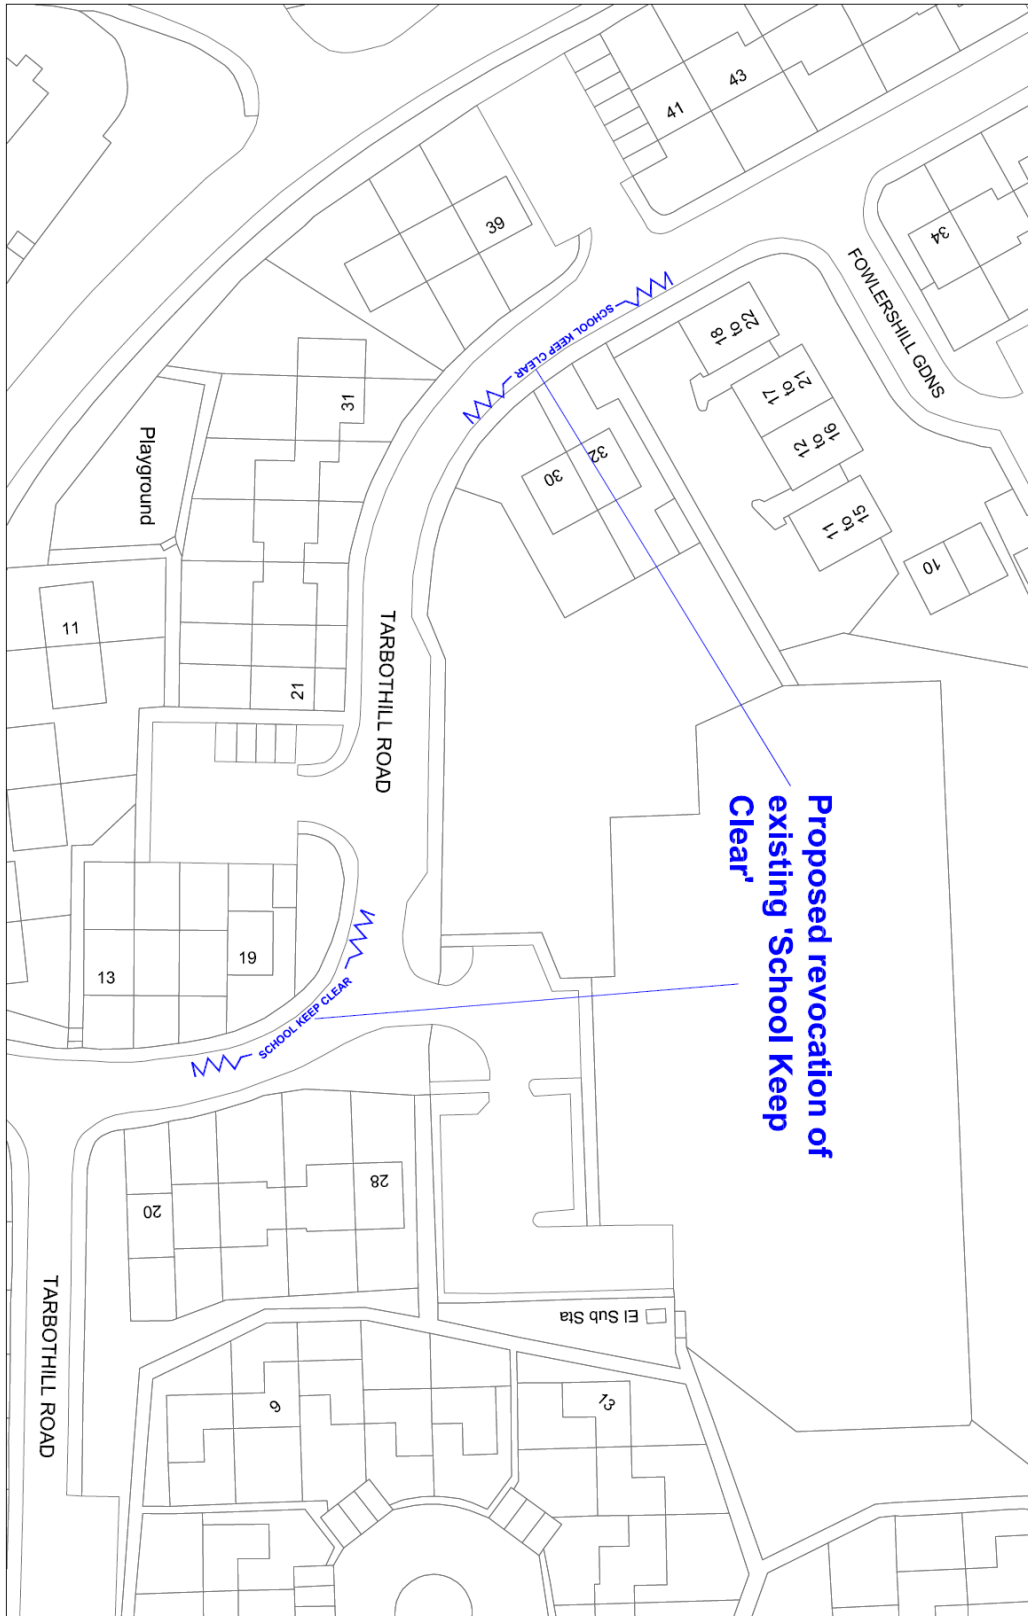 43
41
39
34
FOWLERSHILL GDNS
SCHOOL KEEP CLEAR
22
to
18
21
to
17
16
to
12
15
to
11
10
31
32
30
Playground
11
21
TARBOTHILL ROAD
Proposed revocation of
existing 'School Keep
Clear'
19
13
SCHOOL KEEP CLEAR
28
20
El Sub Sta
TARBOTHILL ROAD
9
13